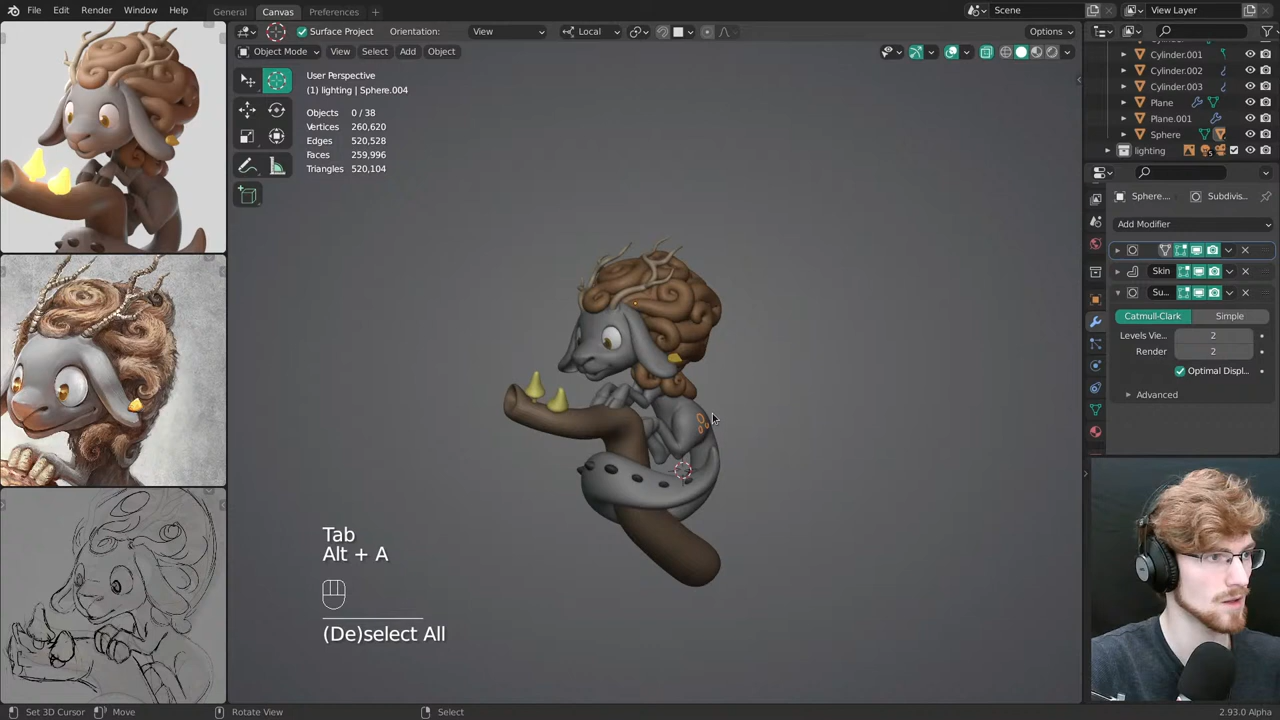 File Edit Render Window Help General Canvas Preferences + Scene View Layer
Surface Project Orientation: View Local Options
Object Mode View Select Add Object
User Perspective
(1) lighting | Sphere.004
Objects 0 / 38
Vertices 260,620
Edges 520,528
Faces 259,996
Triangles 520,104
Cylinder.001
Cylinder.002
Cylinder.003
Plane
Plane.001
Sphere
lighting 5
Sphere.... Subdivis...
Add Modifier
Skin
Su...
Catmull-Clark Simple
Levels Vie... 2
Render 2
Optimal Displ...
Advanced
Tab
Alt + A
(De)select All
Set 3D Cursor Move Rotate View Select 2.93.0 Alpha